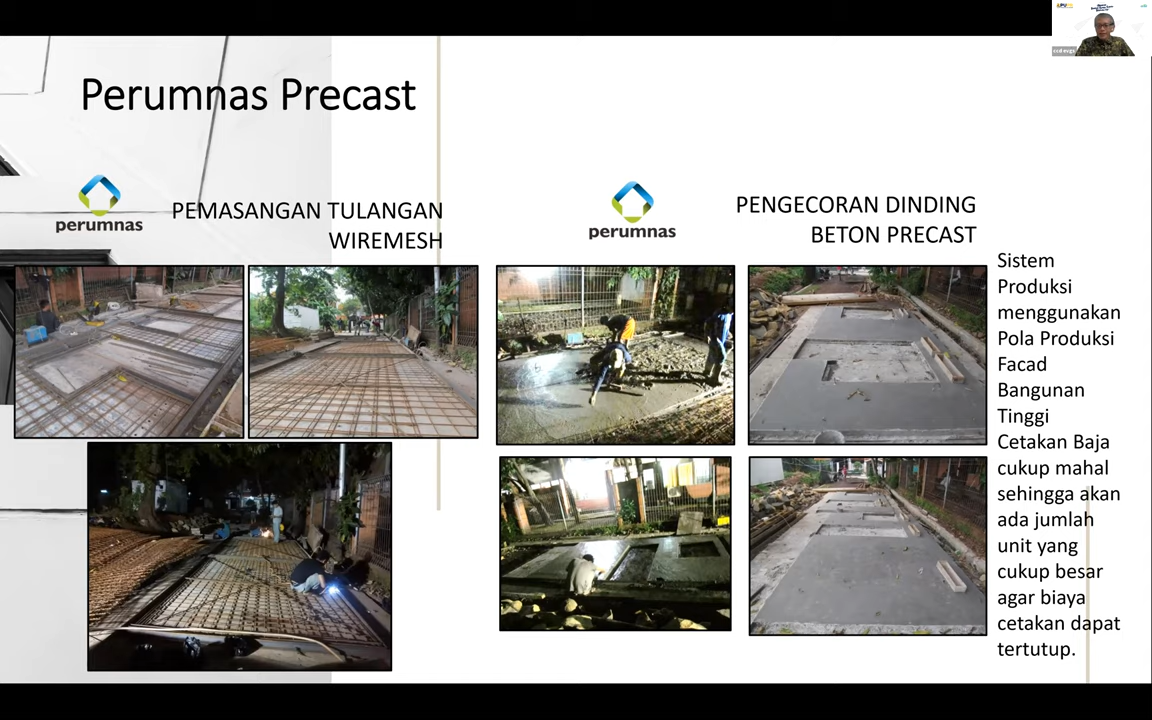 Perumnas Precast
perumnas
PEMASANGAN TULANGAN
WIREMESH
perumnas
PENGECORAN DINDING
BETON PRECAST
Sistem
Produksi
menggunakan
Pola Produksi
Facad
Bangunan
Tinggi
Cetakan Baja
cukup mahal
sehingga akan
ada jumlah
unit yang
cukup besar
agar biaya
cetakan dapat
tertutup.